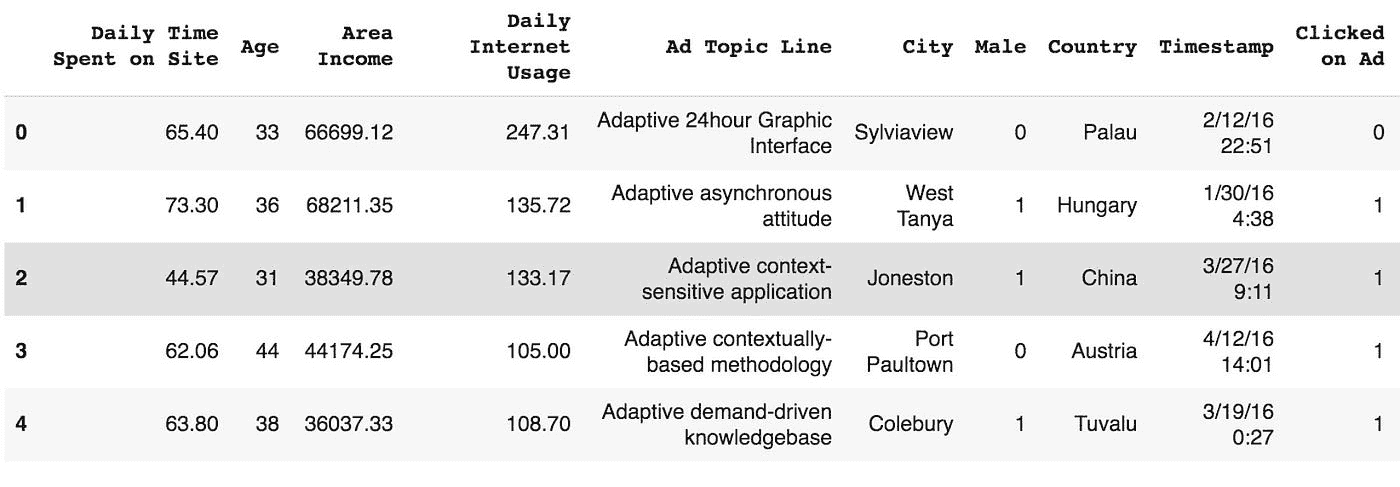 Daily Time Spent on Site Age Area Income Daily Internet Usage Ad Topic Line City Male Country Timestamp Clicked on Ad
0 65.40 33 66699.12 247.31 Adaptive 24hour Graphic Interface Sylviaview 0 Palau 2/12/16 22:51 0
1 73.30 36 68211.35 135.72 Adaptive asynchronous attitude West Tanya 1 Hungary 1/30/16 4:38 1
2 44.57 31 38349.78 133.17 Adaptive context-sensitive application Joneston 1 China 3/27/16 9:11 1
3 62.06 44 44174.25 105.00 Adaptive contextually-based methodology Port Paultown 0 Austria 4/12/16 14:01 1
4 63.80 38 36037.33 108.70 Adaptive demand-driven knowledgebase Colebury 1 Tuvalu 3/19/16 0:27 1